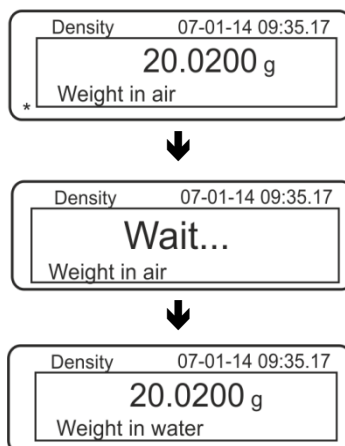 Density 07-01-14 09:35.17
20.0200 g
Weight in air
*
Density 07-01-14 09:35.17
Wait...
Weight in air
Density 07-01-14 09:35.17
20.0200 g
Weight in water